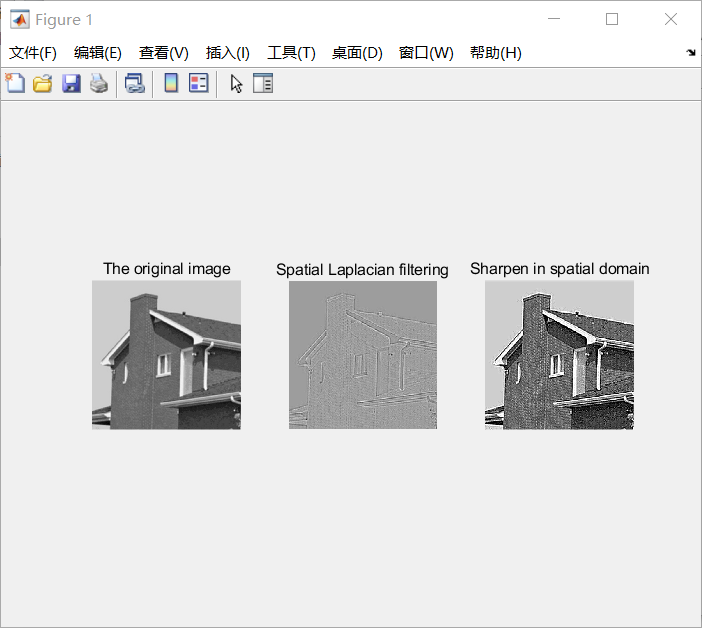 Figure 1
文件(F) 编辑(E) 查看(V) 插入(I) 工具(T) 桌面(D) 窗口(W) 帮助(H)
The original image
Spatial Laplacian filtering
Sharpen in spatial domain